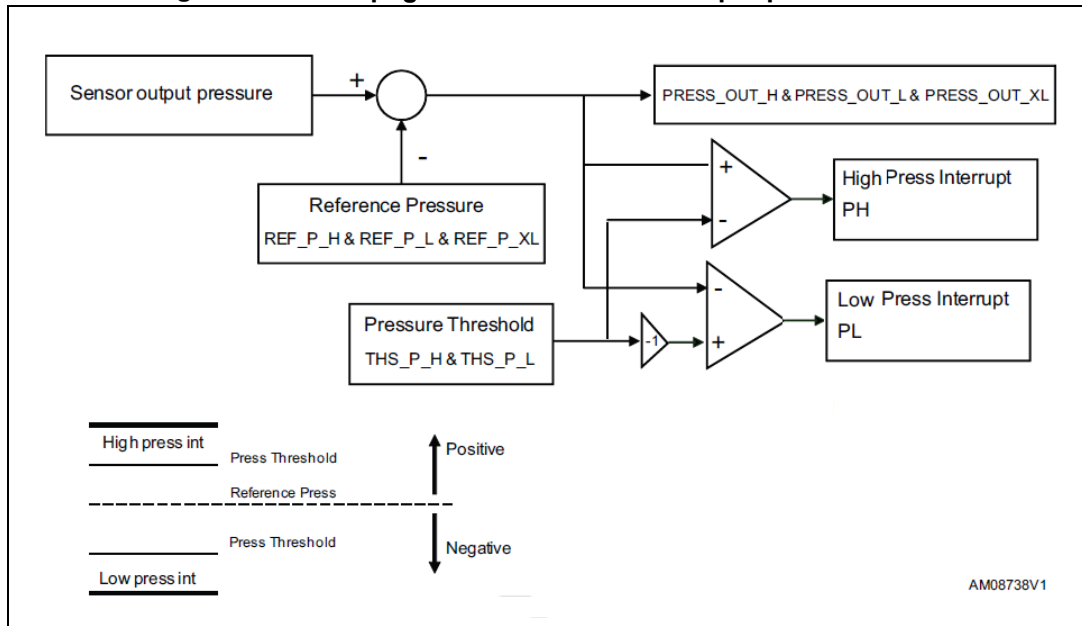 Sensor output pressure
+
-
PRESS_OUT_H & PRESS_OUT_L & PRESS_OUT_XL
Reference Pressure
REF_P_H & REF_P_L & REF_P_XL
+
-
High Press Interrupt
PH
Pressure Threshold
THS_P_H & THS_P_L
-1
-
+
Low Press Interrupt
PL
High press int
Press Threshold
Reference Press
Press Threshold
Low press int
Positive
Negative
AM08738V1